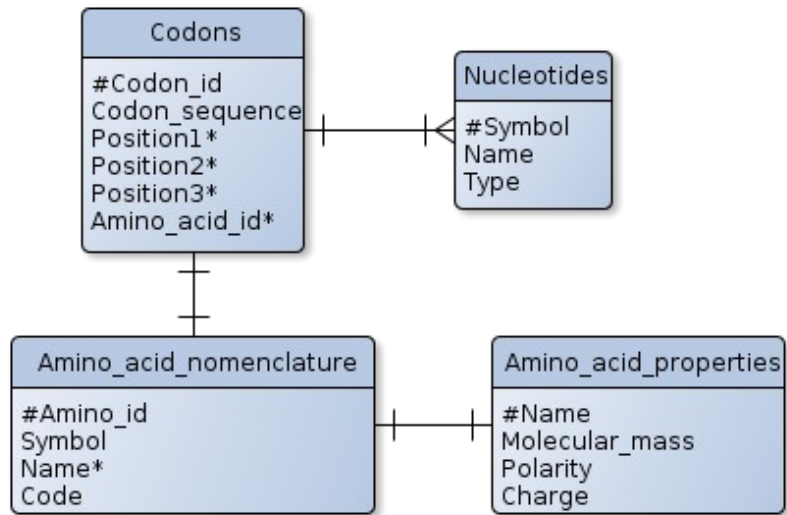 Codons
#Codon_id
Codon_sequence
Position1*
Position2*
Position3*
Amino_acid_id*
Nucleotides
#Symbol
Name
Type
Amino_acid_nomenclature
#Amino_id
Symbol
Name*
Code
Amino_acid_properties
#Name
Molecular_mass
Polarity
Charge